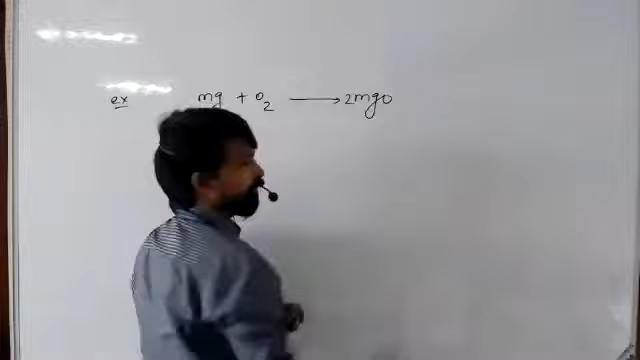 ex mg + O₂ ⟶ 2mgO